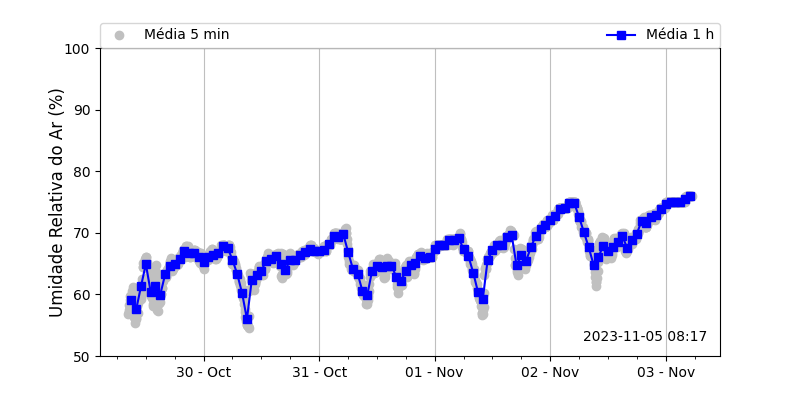 Média 5 min
Média 1 h
Umidade Relativa do Ar (%)
100
90
80
70
60
50
2023-11-05 08:17
30 - Oct
31 - Oct
01 - Nov
02 - Nov
03 - Nov